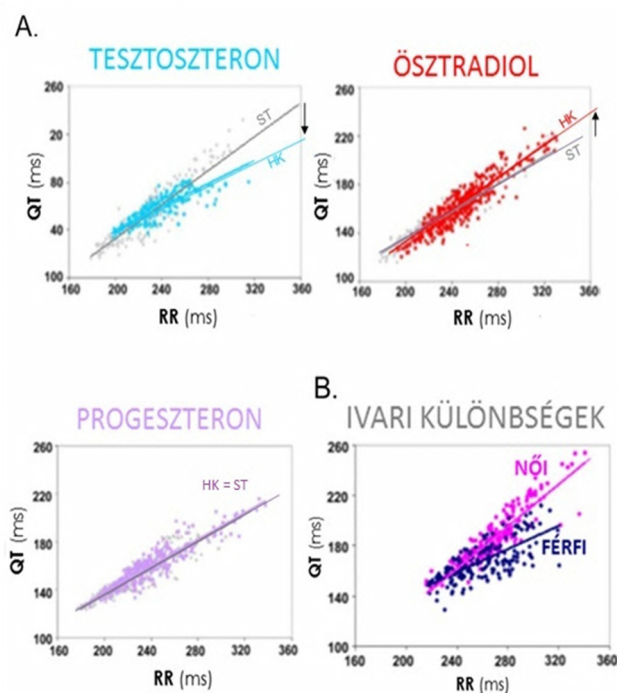 A.
TESZTOSZTERON
260
20
80
40
100
160 200 240 280 320 360
QT (ms)
RR (ms)
ST
HK
ÖSZTRADIOL
260
220
180
140
100
160 200 240 280 320 360
QT (ms)
RR (ms)
HK
ST
PROGESZTERON
260
220
180
140
100
160 200 240 280 320 360
QT (ms)
RR (ms)
HK = ST
B.
IVARI KÜLÖNBSÉGEK
260
220
180
140
100
160 200 240 280 320 360
QT (ms)
RR (ms)
NŐI
FÉRFI